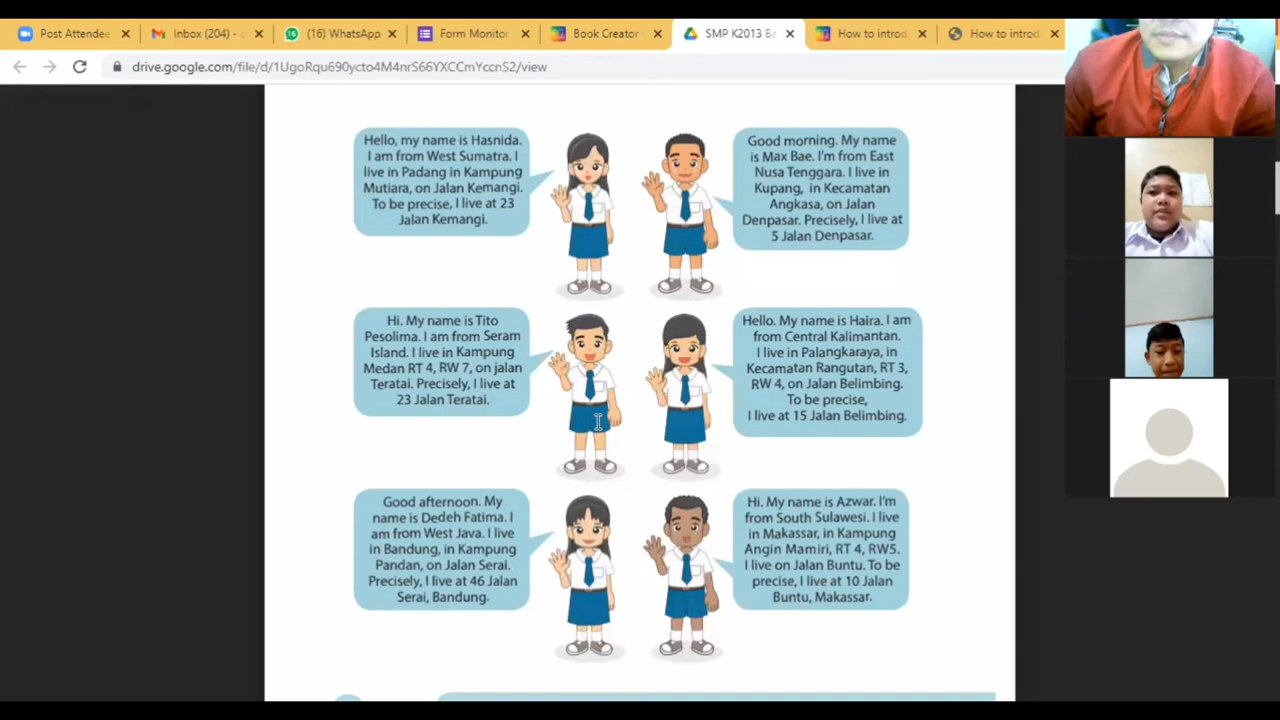 Post Attendee
Inbox (204) -
(16) WhatsApp
Form Monitor
Book Creator
SMP K2013 Ba
How to introd
How to introd
drive.google.com/file/d/1UgoRqu690ycto4M4nrS66YXCCmYccnS2/view
Hello, my name is Hasnida.
I am from West Sumatra. I
live in Padang in Kampung
Mutiara, on Jalan Kemangi.
To be precise, I live at 23
Jalan Kemangi.
Good morning. My name
is Max Bae. I'm from East
Nusa Tenggara. I live in
Kupang, in Kecamatan
Angkasa, on Jalan
Denpasar. Precisely, I live at
5 Jalan Denpasar.
Hi. My name is Tito
Pesolima. I am from Seram
Island. I live in Kampung
Medan RT 4, RW 7, on jalan
Teratai. Precisely, I live at
23 Jalan Teratai.
Hello. My name is Haira. I am
from Central Kalimantan.
I live in Palangkaraya, in
Kecamatan Rangutan, RT 3,
RW 4, on Jalan Belimbing.
To be precise,
I live at 15 Jalan Belimbing.
Good afternoon. My
name is Dedeh Fatima. I
am from West Java. I live
in Bandung, in Kampung
Pandan, on Jalan Serai.
Precisely, I live at 46 Jalan
Serai, Bandung.
Hi. My name is Azwar. I'm
from South Sulawesi. I live
in Makassar, in Kampung
Angin Mamiri, RT 4, RW5.
I live on Jalan Buntu. To be
precise, I live at 10 Jalan
Buntu, Makassar.